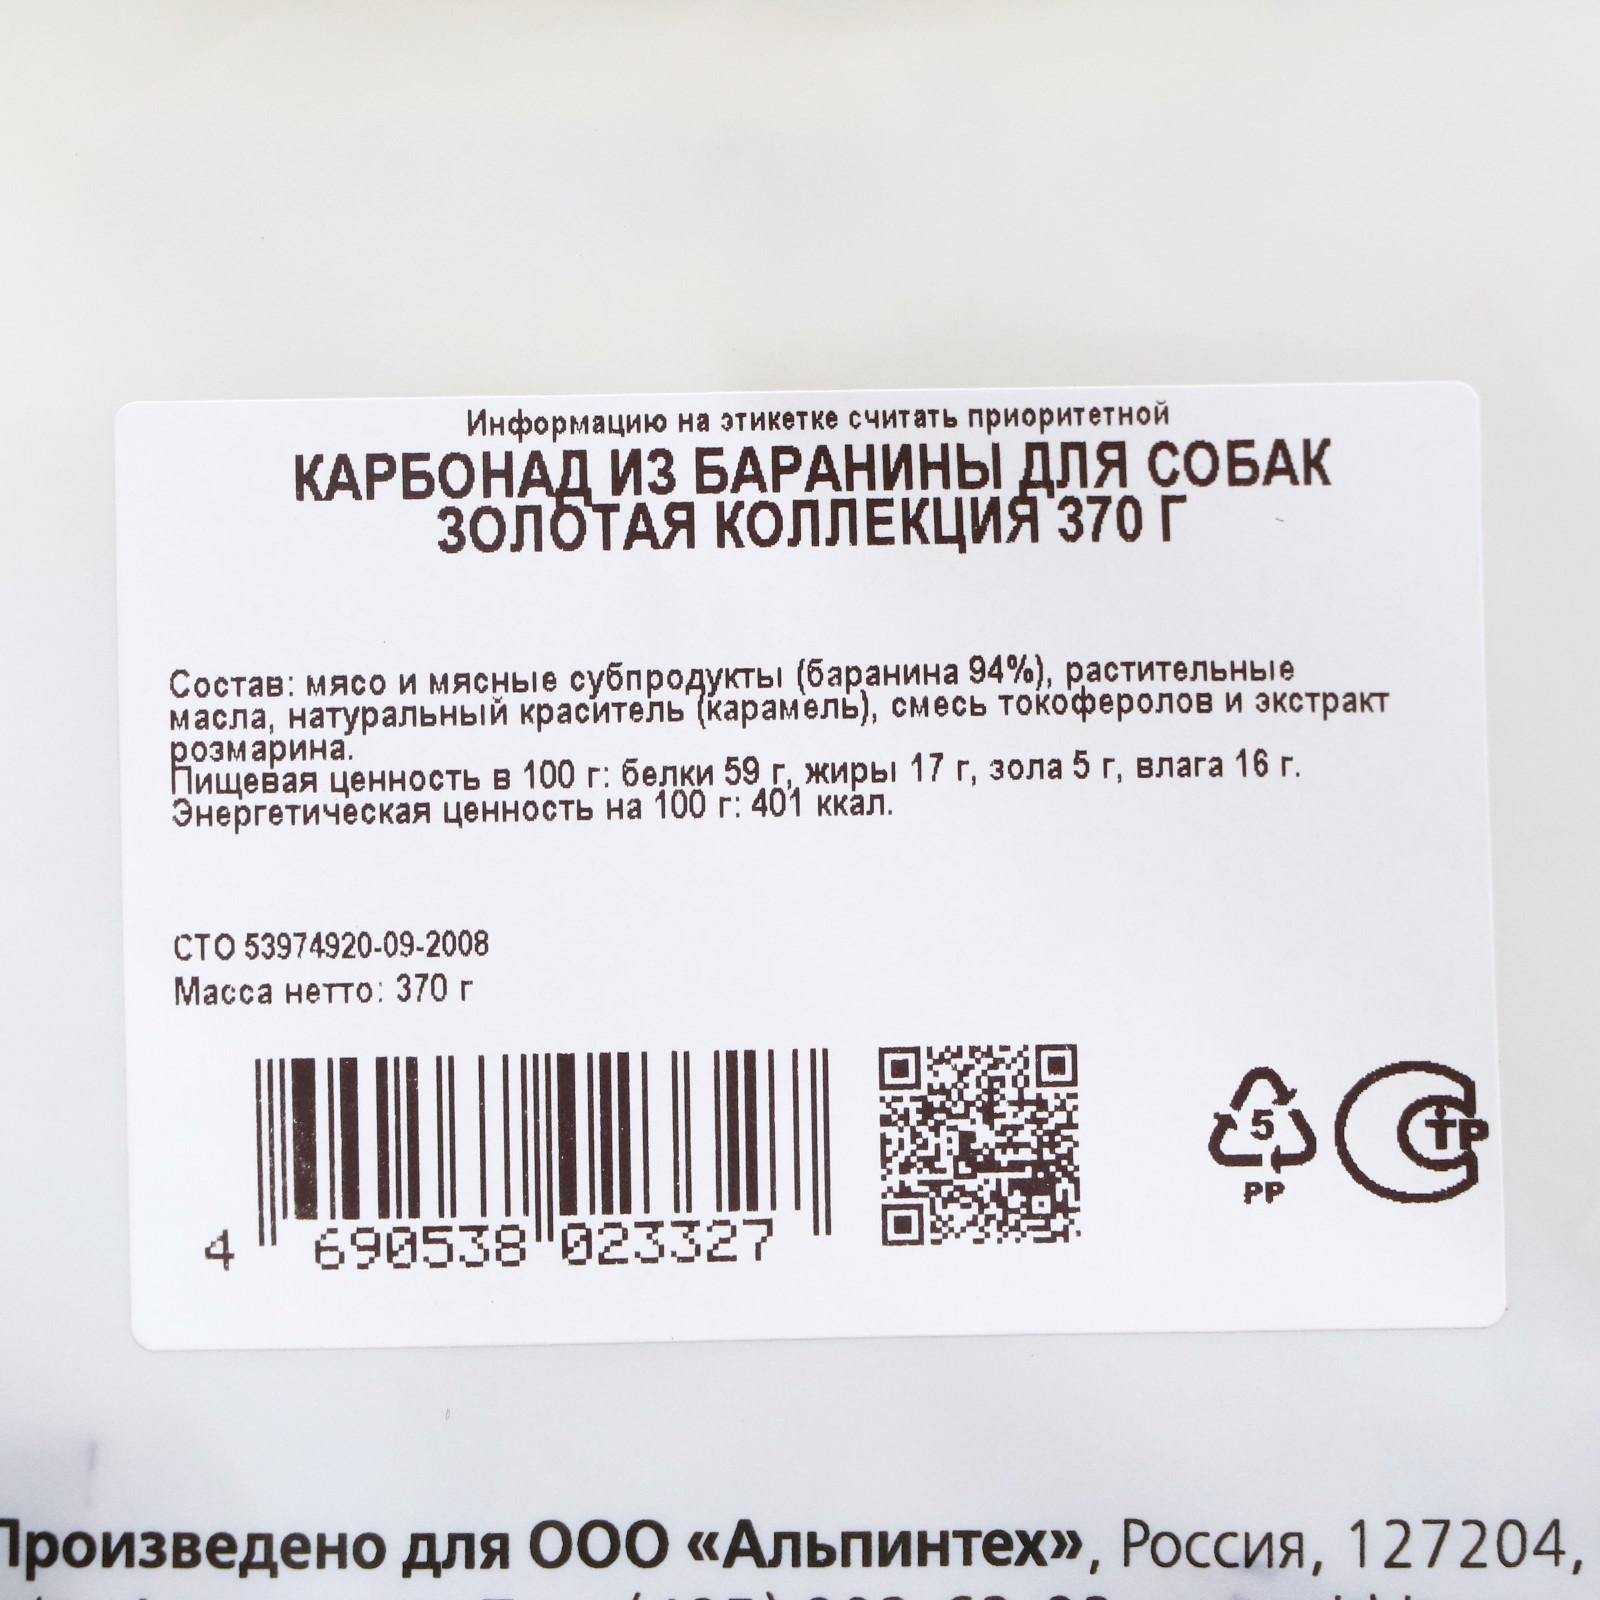 Информацию на этикетке считать приоритетной
КАРБОНАД ИЗ БАРАНИНЫ ДЛЯ СОБАК
ЗОЛОТАЯ КОЛЛЕКЦИЯ 370 Г
Состав: мясо и мясные субпродукты (баранина 94%), растительные
масла, натуральный краситель (карамель), смесь токоферолов и экстракт
розмарина.
Пищевая ценность в 100 г: белки 59 г, жиры 17 г, зола 5 г, влага 16 г.
Энергетическая ценность на 100 г: 401 ккал.
СТО 53974920-09-2008
Масса нетто: 370 г
4 690538 023327
5
PP
Произведено для ООО «Альпинтех», Россия, 127204,